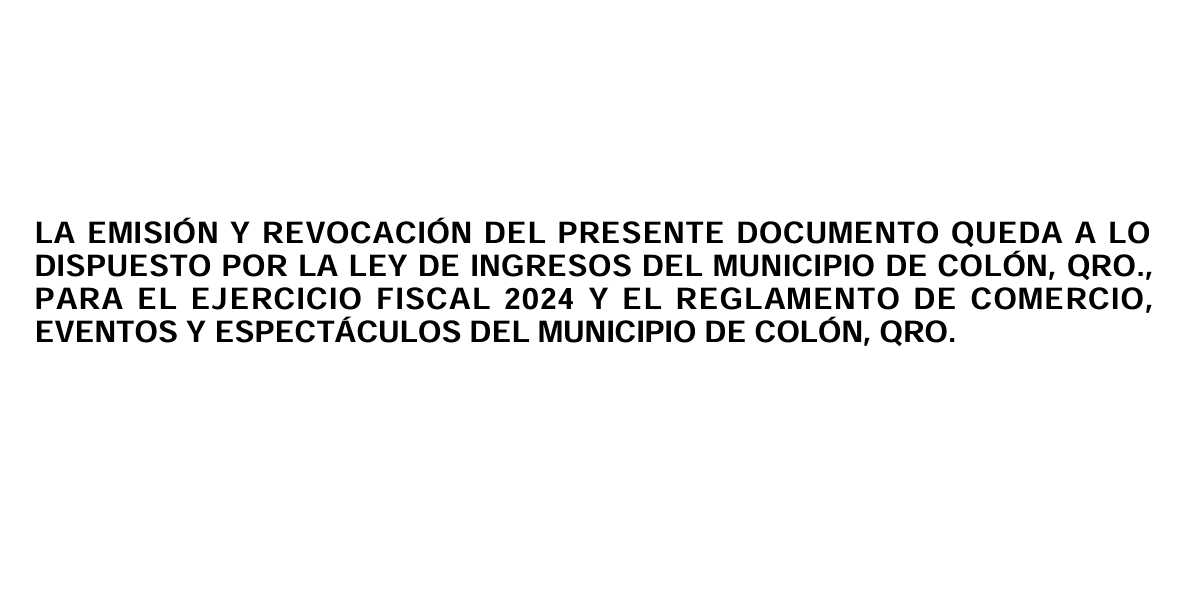 LA EMISIÓN Y REVOCACIÓN DEL PRESENTE DOCUMENTO QUEDA A LO
DISPUESTO POR LA LEY DE INGRESOS DEL MUNICIPIO DE COLÓN, QRO.,
PARA EL EJERCICIO FISCAL 2024 Y EL REGLAMENTO DE COMERCIO,
EVENTOS Y ESPECTÁCULOS DEL MUNICIPIO DE COLÓN, QRO.